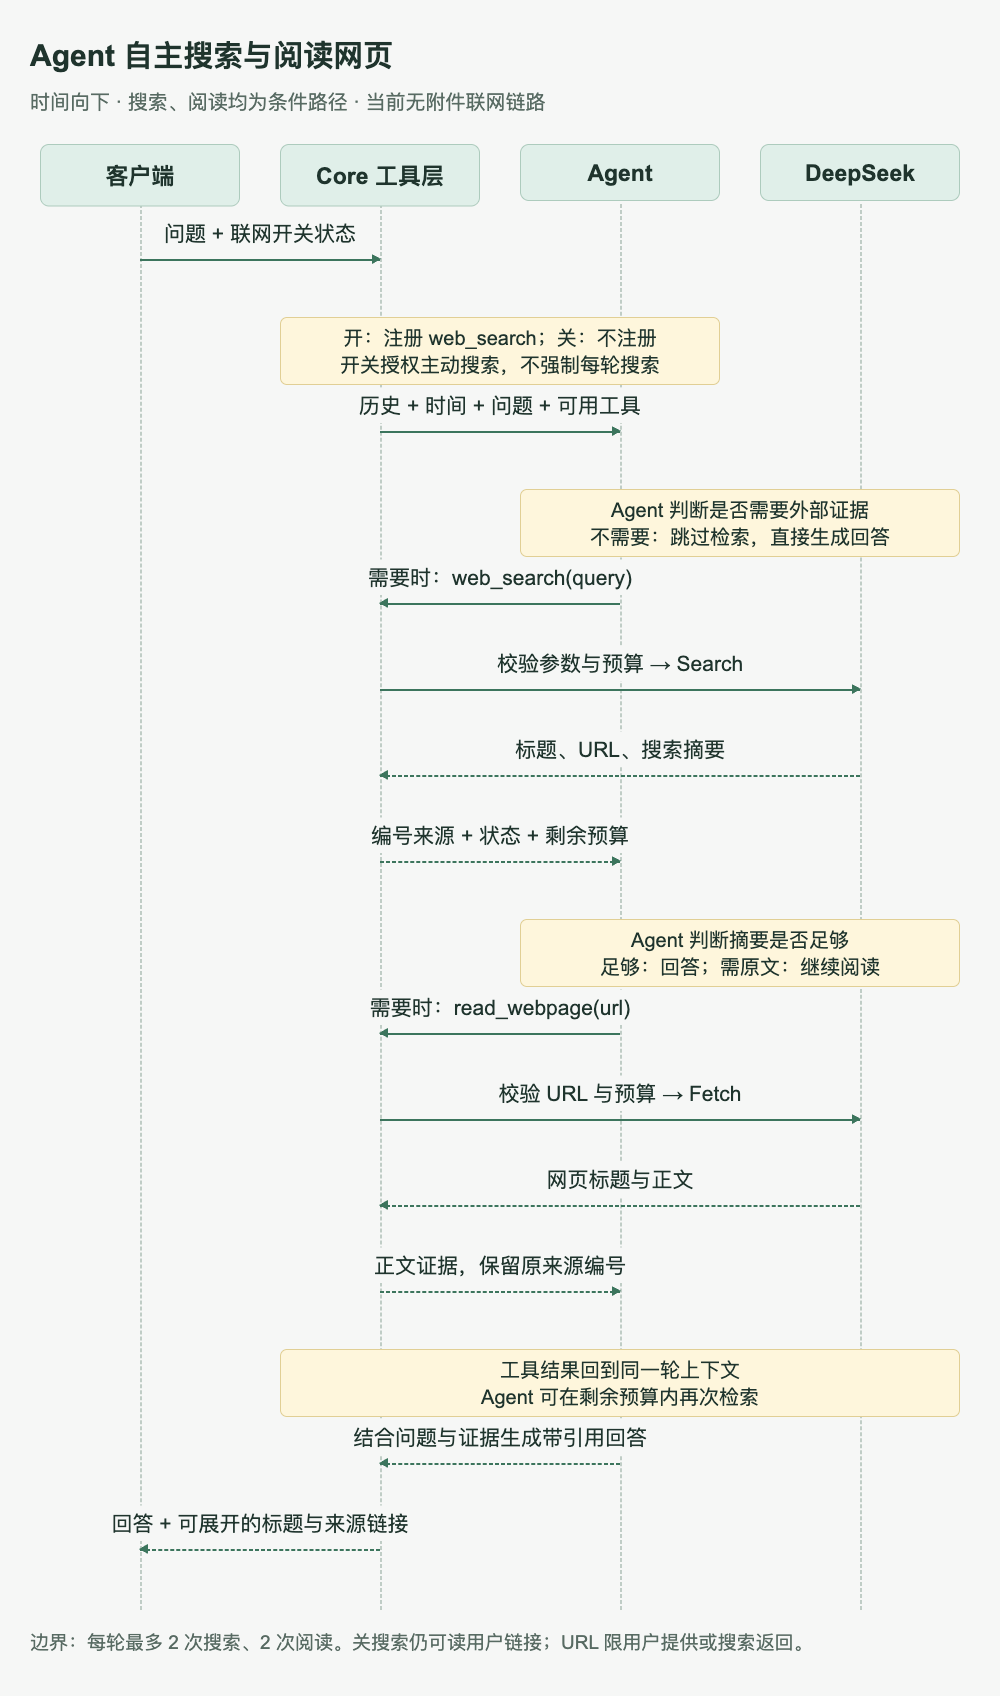 Agent 自主搜索与阅读网页
时间向下 · 搜索、阅读均为条件路径 · 当前无附件联网链路
客户端
Core 工具层
Agent
DeepSeek
问题 + 联网开关状态
开：注册 web_search；关：不注册
开关授权主动搜索，不强制每轮搜索
历史 + 时间 + 问题 + 可用工具
Agent 判断是否需要外部证据
不需要：跳过检索，直接生成回答
需要时：web_search(query)
校验参数与预算 → Search
标题、URL、搜索摘要
编号来源 + 状态 + 剩余预算
Agent 判断摘要是否足够
足够：回答；需原文：继续阅读
需要时：read_webpage(url)
校验 URL 与预算 → Fetch
网页标题与正文
正文证据，保留原来源编号
工具结果回到同一轮上下文
Agent 可在剩余预算内再次检索
结合问题与证据生成带引用回答
回答 + 可展开的标题与来源链接
边界：每轮最多 2 次搜索、2 次阅读。关搜索仍可读用户链接；URL 限用户提供或搜索返回。